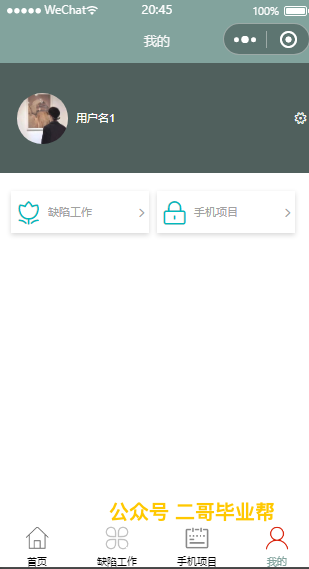 WeChat 20:45 100%
我的
用户名1
缺陷工作 手机项目
公众号 二哥毕业帮
首页 缺陷工作 手机项目 我的